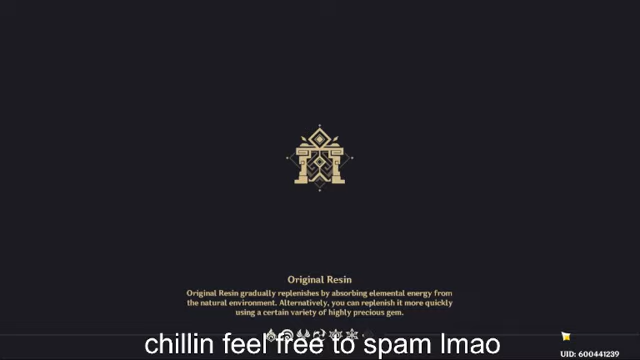 Original Resin
Original Resin gradually replenishes by absorbing elemental energy from
the natural environment. Alternatively, you can replenish it more quickly
using a certain variety of highly precious gem.
chillin feel free to spam lmao
UID: 600441239